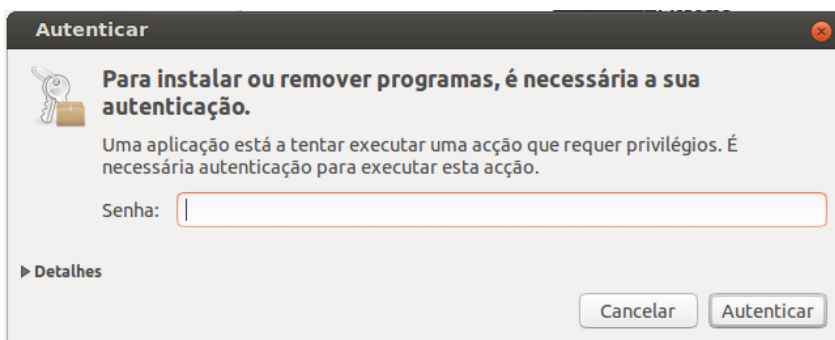 Autenticar
Para instalar ou remover programas, é necessária a sua
autenticação.
Uma aplicação está a tentar executar uma acção que requer privilégios. É
necessária autenticação para executar esta acção.
Senha:
Detalhes
Cancelar
Autenticar